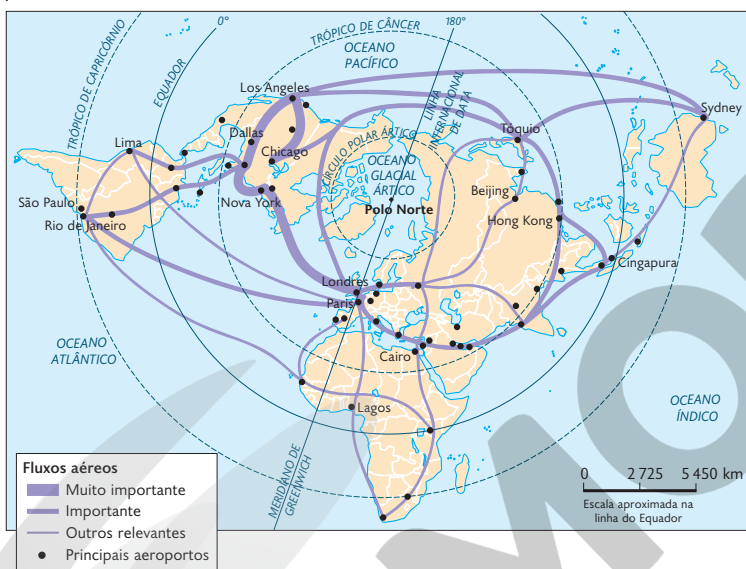 0°
180°
TRÓPICO DE CÂNCER
OCEANO
PACÍFICO
TRÓPICO DE CAPRICÓRNIO
EQUADOR
LINHA
INTERNACIONAL
DE DATA
Los Angeles
Sydney
Dallas
Lima
Chicago
CÍRCULO POLAR ÁRTICO
Tóquio
OCEANO
GLACIAL
ÁRTICO
Beijing
São Paulo
Nova York
Polo Norte
Rio de Janeiro
Hong Kong
Cingapura
Londres
Paris
OCEANO
ATLÂNTICO
Cairo
Lagos
OCEANO
ÍNDICO
MERIDIANO DE
GREENWICH
Fluxos aéreos
Muito importante
Importante
Outros relevantes
Principais aeroportos
0 2 725 5 450 km
Escala aproximada na
linha do Equador